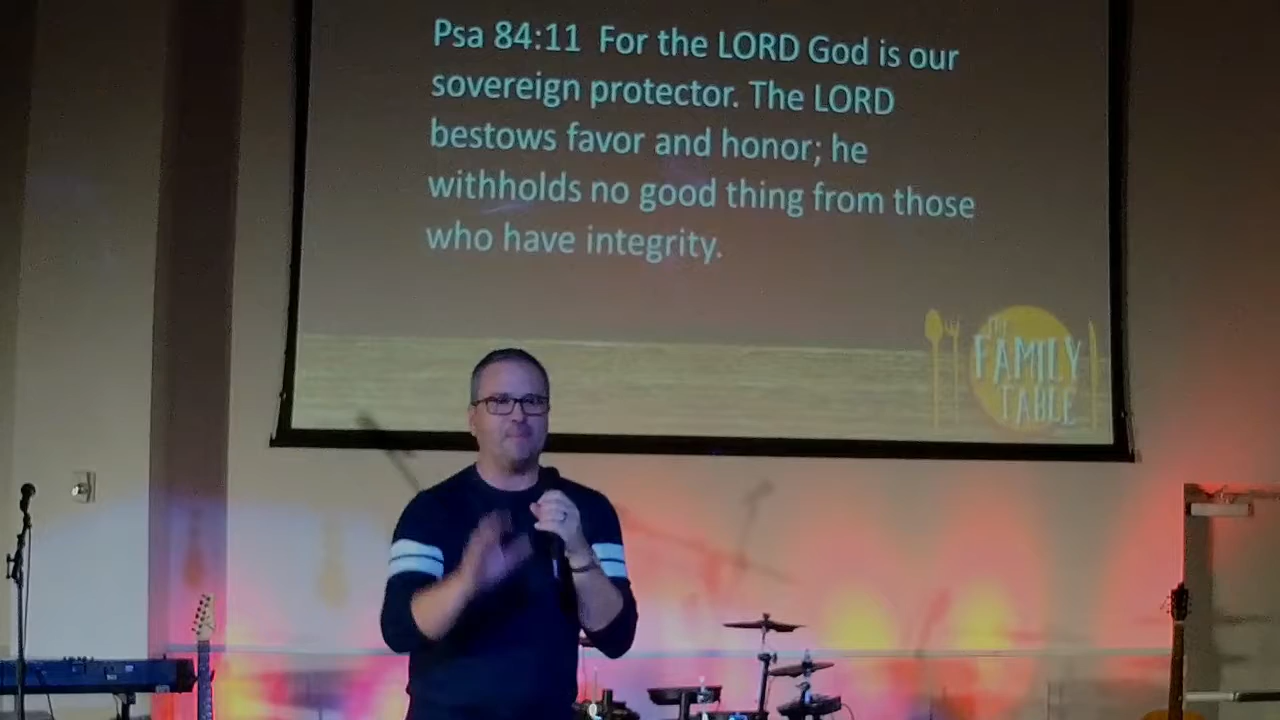 Psa 84:11 For the LORD God is our
sovereign protector. The LORD
bestows favor and honor; he
withholds no good thing from those
who have integrity.
THE
FAMILY
TABLE